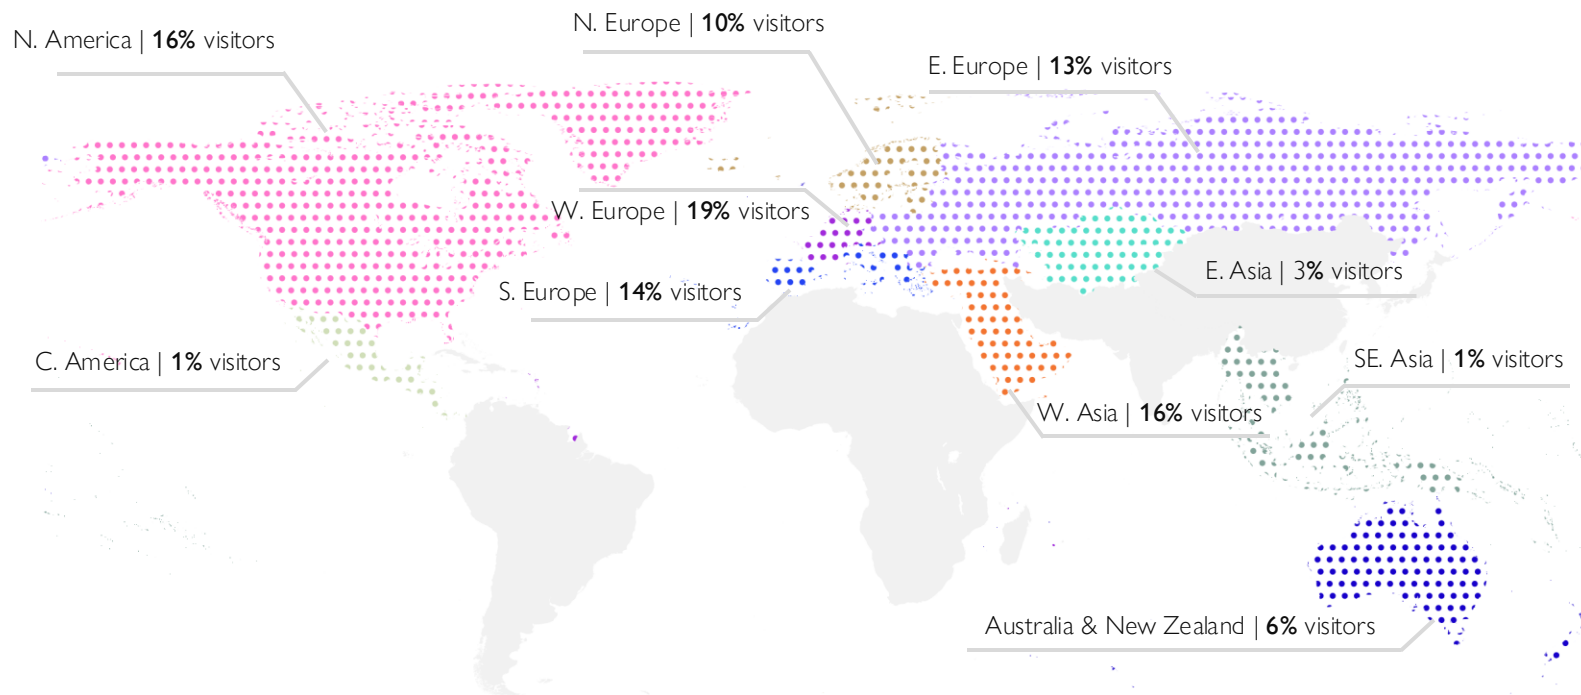 N. Europe | 10% visitors
N. America | 16% visitors
E. Europe | 13% visitors
W. Europe | 19% visitors
E. Asia | 3% visitors
S. Europe | 14% visitors
C. America | 1% visitors
SE. Asia | 1% visitors
W. Asia | 16% visitors
Australia & New Zealand | 6% visitors